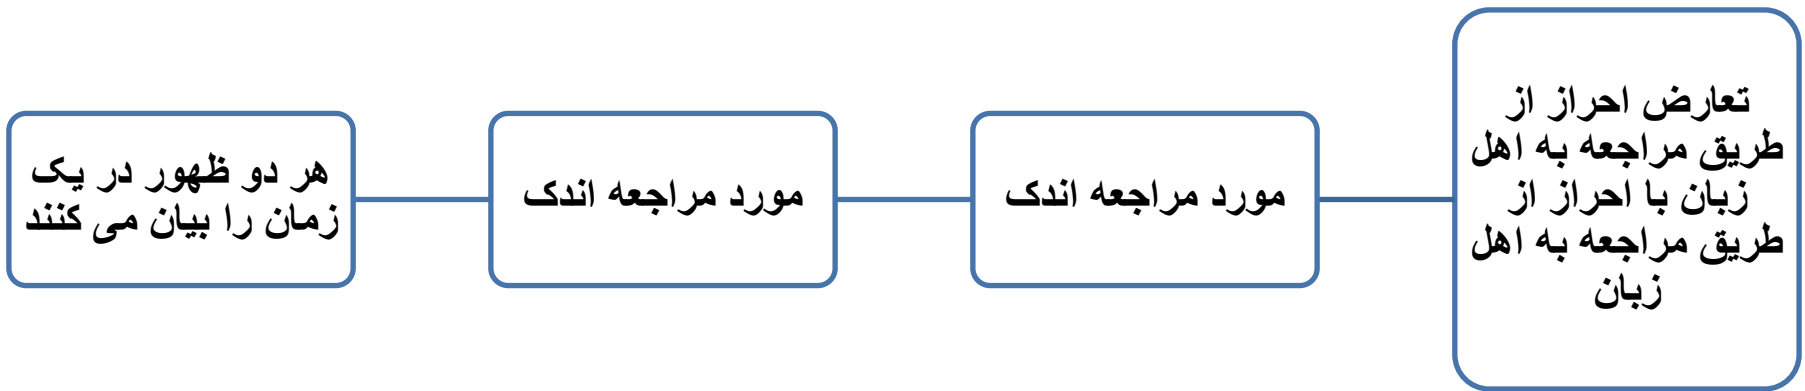 تعارض احراز از
طریق مراجعه به اهل
زبان با احراز از
طریق مراجعه به اهل
زبان
مورد مراجعه اندک
مورد مراجعه اندک
هر دو ظهور در یک
زمان را بیان می کنند